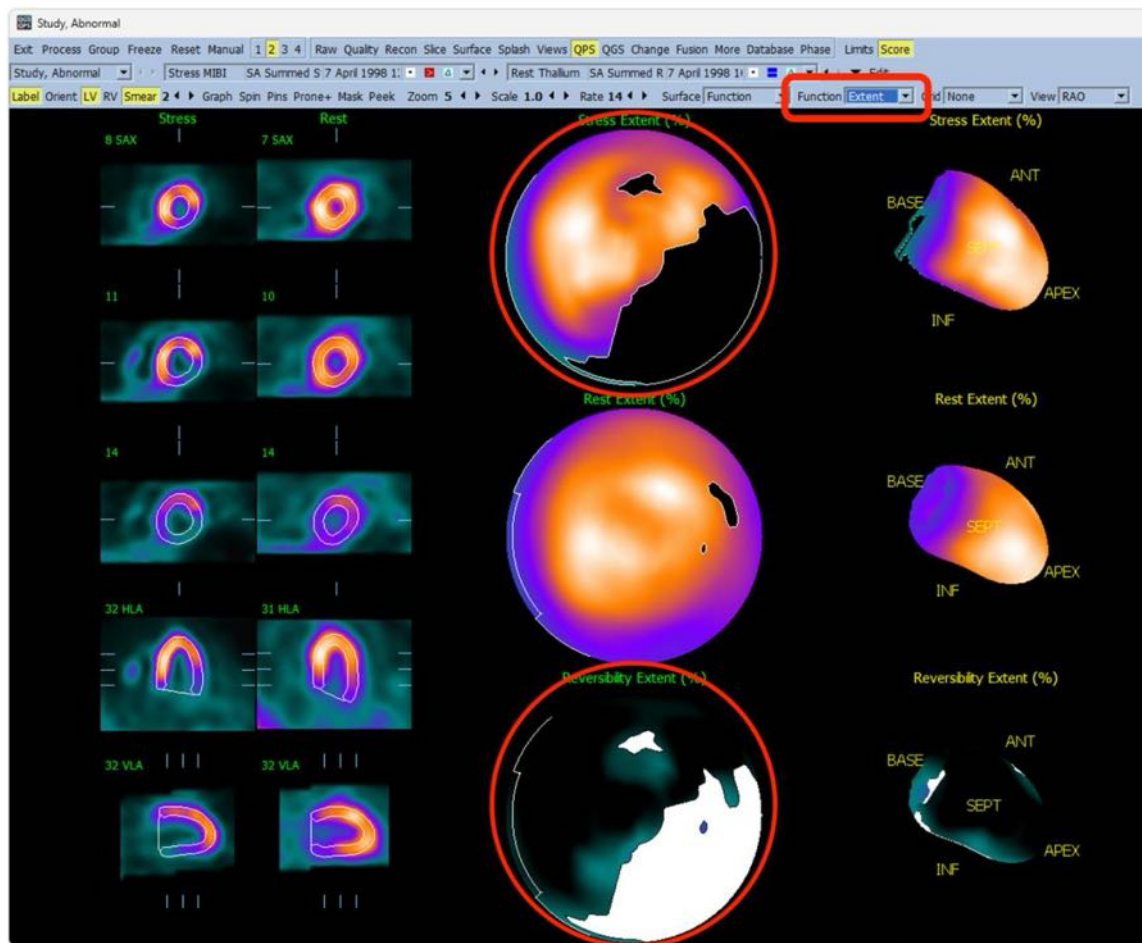 Study, Abnormal
Exit Process Group Freeze Reset Manual 1 2 3 4 Raw Quality Recon Slice Surface Splash Views QPS QGS Change Fusion More Database Phase Limits Score
Study, Abnormal Stress MIBI SA Summed S 7 April 1998 Rest Thallium SA Summed R 7 April 1998 Edit
Label Orient LV RV Smear 2 Graph Spin Pins Prone+ Mask Peek Zoom 5 Scale 1.0 Rate 14 Surface Function Function Extent None View RAO
Stress Rest Stress Extent (%) Stress Extent (%)
8 SAX 7 SAX
ANT
BASE
SEPT
APEX
INF
11 10
Rest Extent (%) Rest Extent (%)
14 14
ANT
BASE
SEPT
APEX
INF
32 HLA 31 HLA
Reversibility Extent (%) Reversibility Extent (%)
ANT
BASE
32 VLA 32 VLA
SEPT
APEX
INF